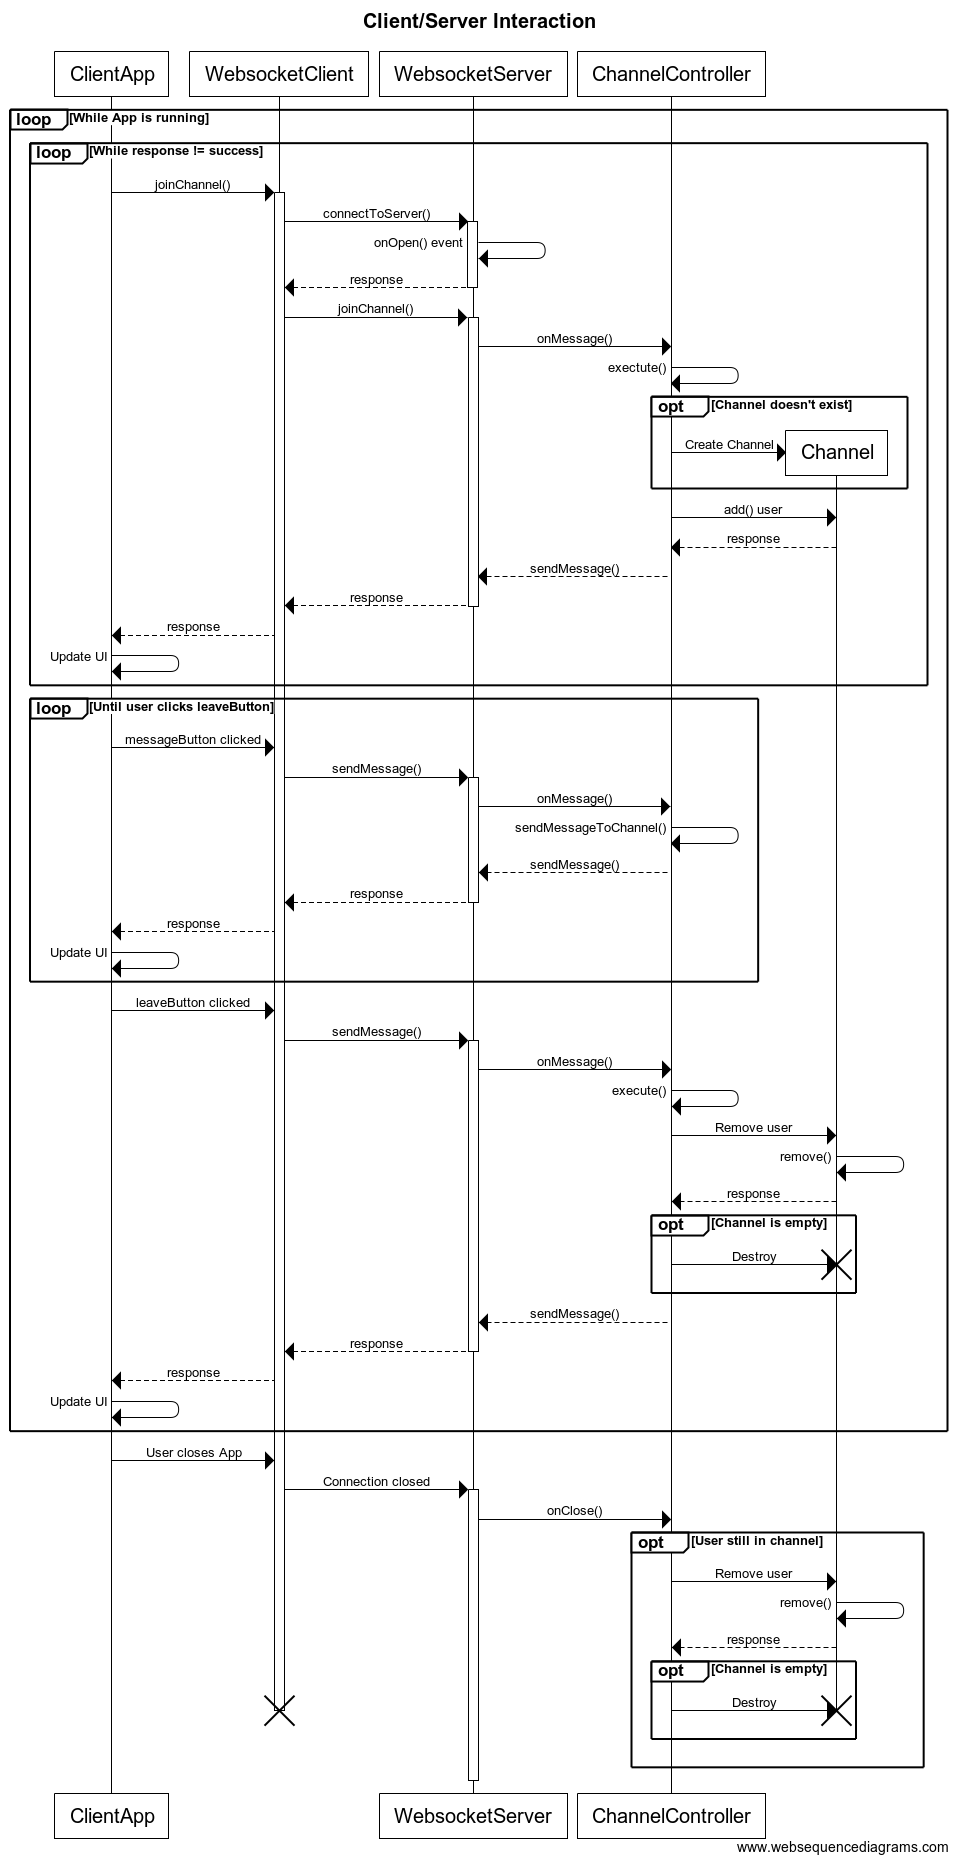 Client/Server Interaction
ClientApp
WebsocketClient
WebsocketServer
ChannelController
loop
[While App is running]
loop
[While response != success]
joinChannel()
connectToServer()
onOpen() event
response
joinChannel()
onMessage()
exectute()
opt
[Channel doesn't exist]
Create Channel
Channel
add() user
response
sendMessage()
response
response
Update UI
loop
[Until user clicks leaveButton]
messageButton clicked
sendMessage()
onMessage()
sendMessageToChannel()
sendMessage()
response
response
Update UI
leaveButton clicked
sendMessage()
onMessage()
execute()
Remove user
remove()
response
opt
[Channel is empty]
Destroy
sendMessage()
response
response
Update UI
User closes App
Connection closed
onClose()
opt
[User still in channel]
Remove user
remove()
response
opt
[Channel is empty]
Destroy
ClientApp
WebsocketServer
ChannelController
www.websequencediagrams.com